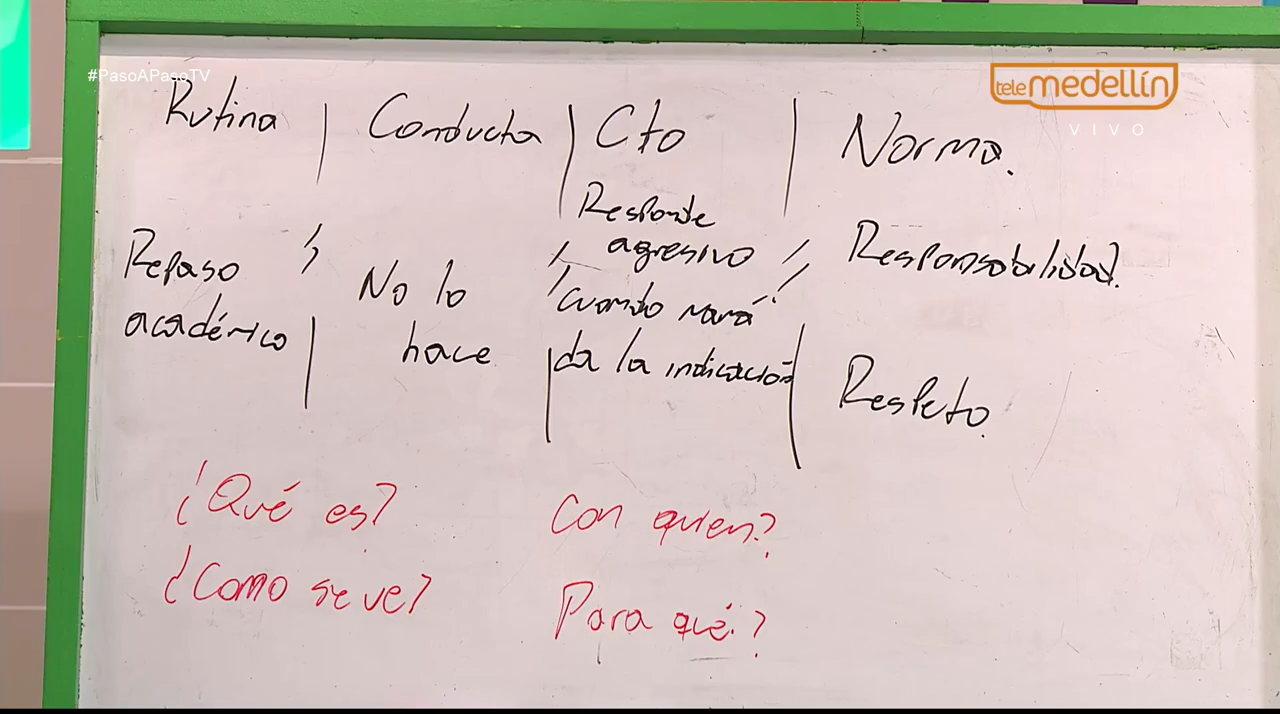 #PasoAPasoTV
telemedellín
VIVO
Rutina | Conducta | Cto | Norma.
Repaso
académico
No lo
hace
Responde
agresivo
cuando mamá
da la indicación
Responsabilidad.
Respeto.
¿Qué es?
¿Como se ve?
Con quien?
Para qué?